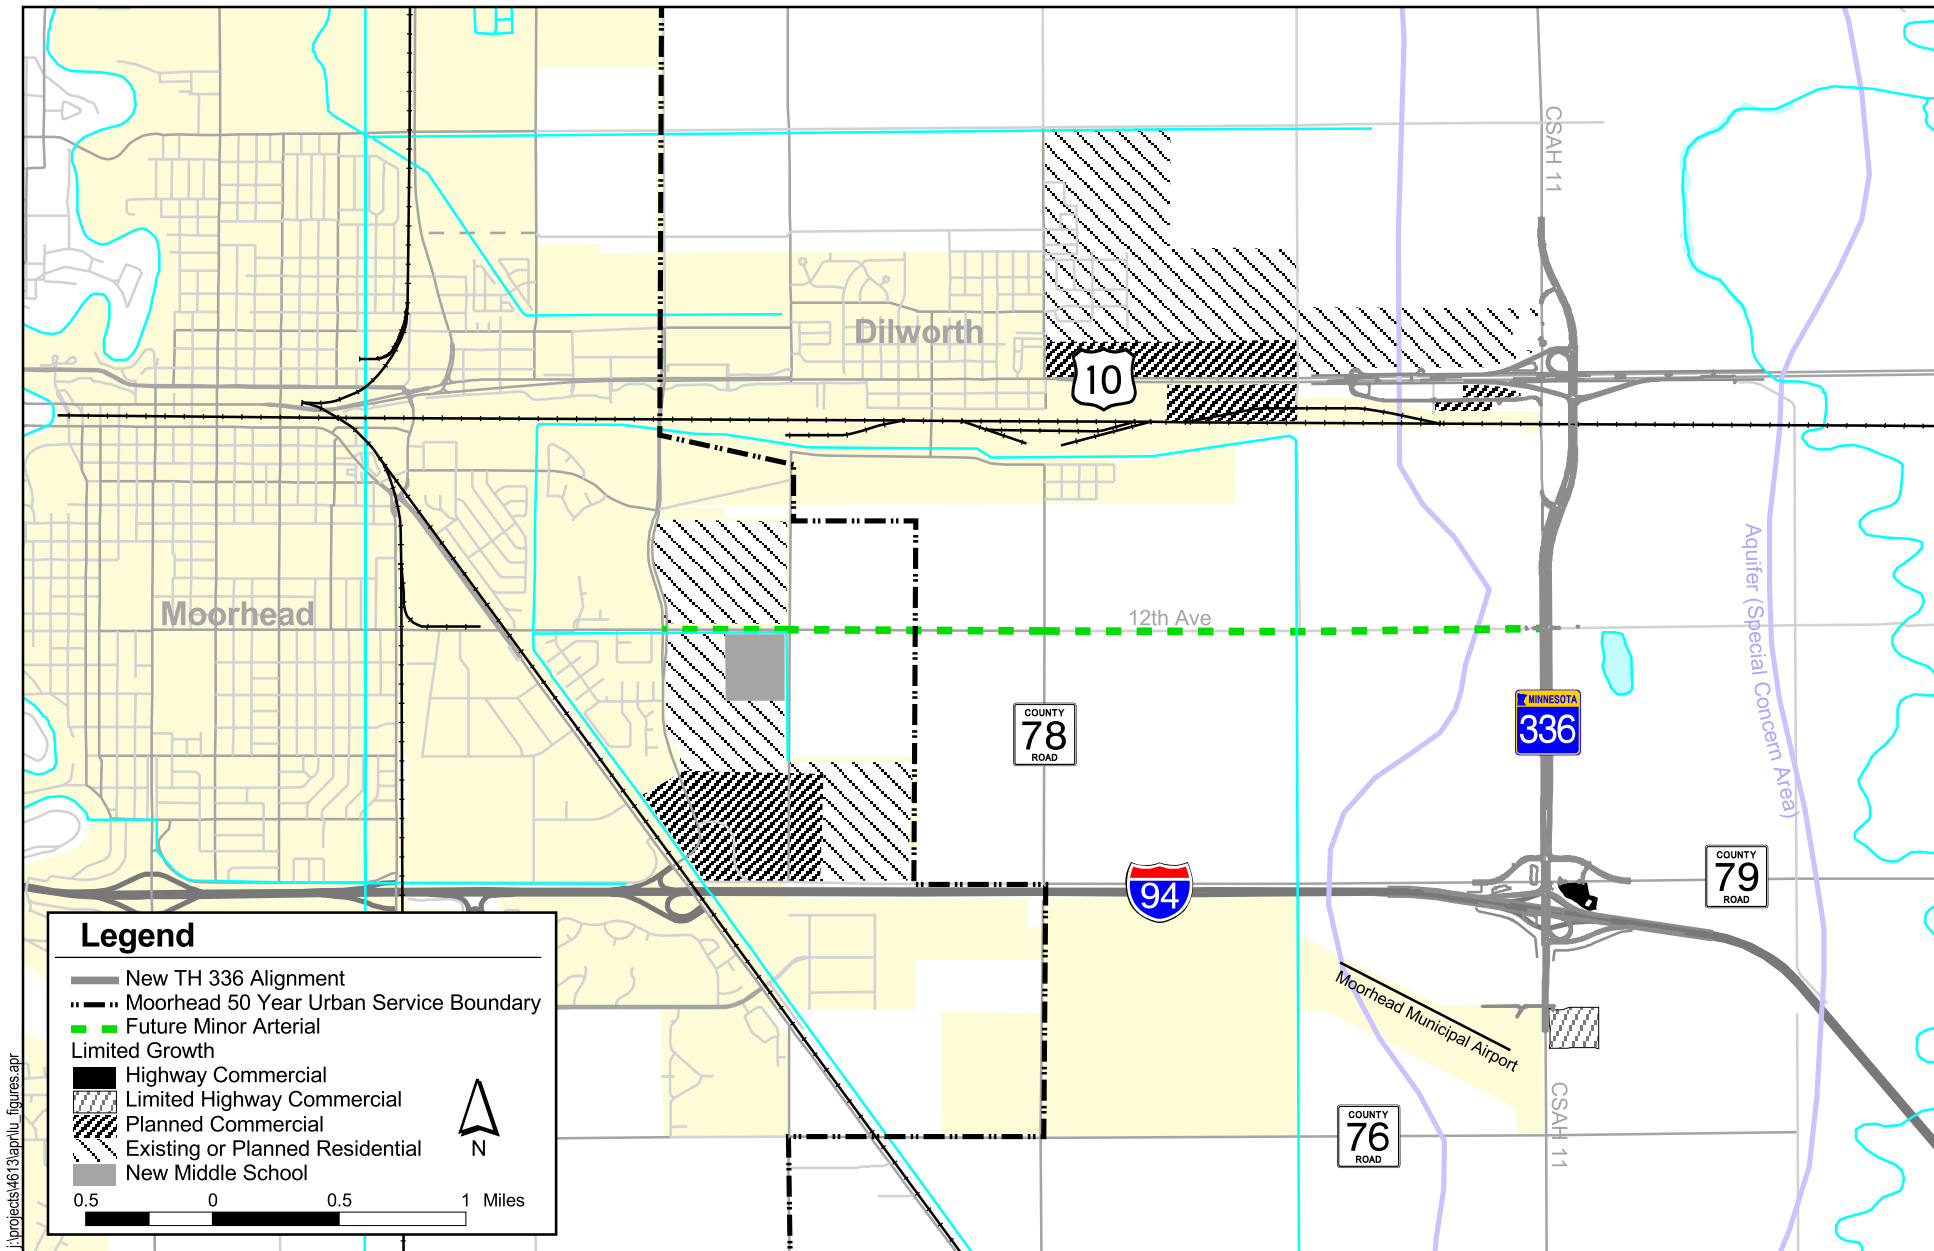 CSAH 11
Dilworth
10
Moorhead
12th Ave
Aquifer (Special Concern Area)
MINNESOTA
336
COUNTY
78
ROAD
COUNTY
79
ROAD
94
Moorhead Municipal Airport
CSAH 11
COUNTY
76
ROAD
Legend
New TH 336 Alignment
Moorhead 50 Year Urban Service Boundary
Future Minor Arterial
Limited Growth
Highway Commercial
Limited Highway Commercial
Planned Commercial
Existing or Planned Residential
New Middle School
N
0.5 0 0.5 1 Miles
j:\projects\4613\apr\lu_figures.apr